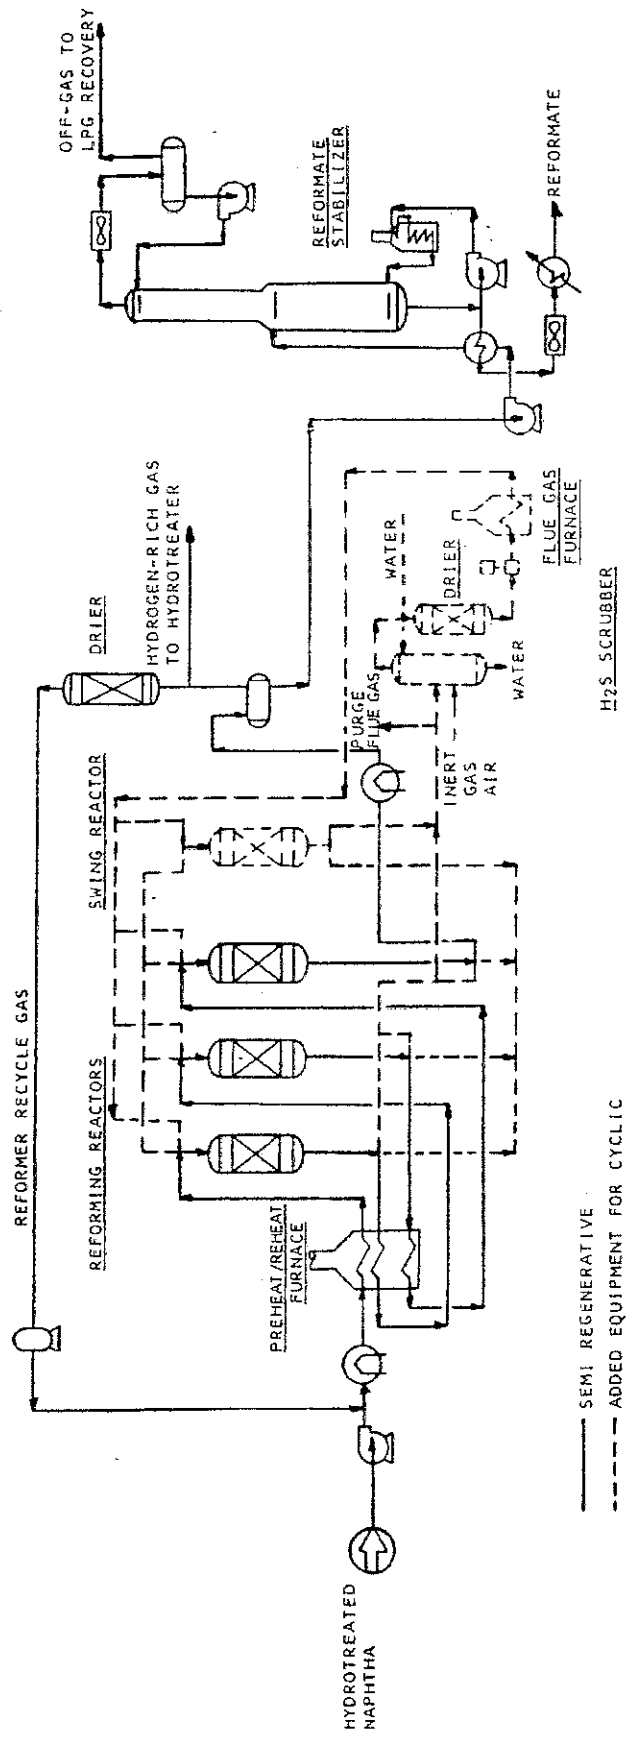 OFF-GAS TO
LPG RECOVERY
REFORMATE
STABILIZER
REFORMATE
DRIER
HYDROGEN-RICH GAS
TO HYDROTREATER
WATER
DRIER
FLUE GAS
FURNACE
H2S SCRUBBER
WATER
PURGE
FLUE GAS
INERT
GAS
AIR
SWING REACTOR
REFORMER RECYCLE GAS
REFORMING REACTORS
PREHEAT/REHEAT
FURNACE
HYDROTREATED
NAPHTHA
SEMI REGENERATIVE
ADDED EQUIPMENT FOR CYCLIC